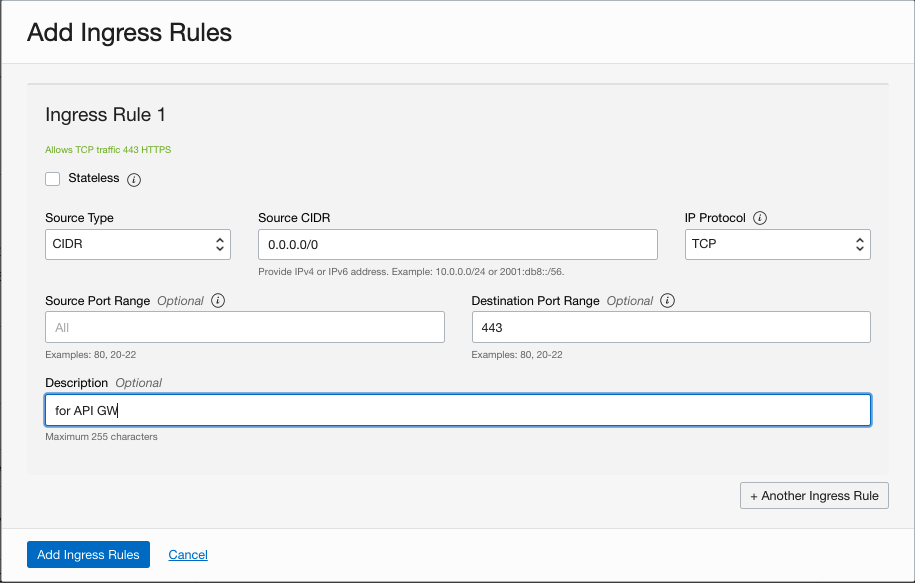 Add Ingress Rules
Ingress Rule 1
Allows TCP traffic 443 HTTPS
Stateless i
Source Type
CIDR
Source CIDR
0.0.0.0/0
Provide IPv4 or IPv6 address. Example: 10.0.0.0/24 or 2001:db8::/56.
IP Protocol i
TCP
Source Port Range Optional i
All
Examples: 80, 20-22
Destination Port Range Optional i
443
Examples: 80, 20-22
Description Optional
for API GW
Maximum 255 characters
+ Another Ingress Rule
Add Ingress Rules Cancel